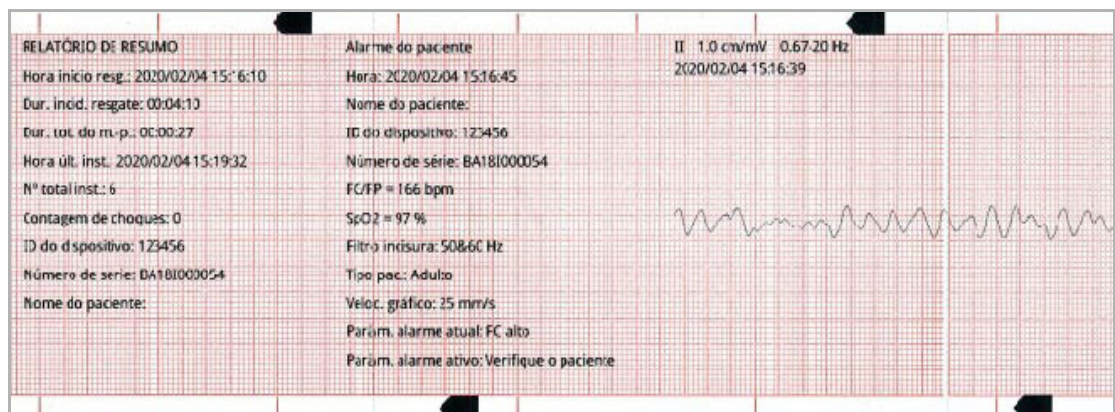 RELATÓRIO DE RESUMO
Hora início resg.: 2020/02/04 15:16:10
Dur. incid. resgate: 00:04:10
Dur. tot. do m.-p.: 00:00:27
Hora últ. inst. 2020/02/04 15:19:32
Nº total inst.: 6
Contagem de choques: 0
ID do dispositivo: 123456
Número de série: BA18I000054
Nome do paciente:
Alarme do paciente
Hora: 2020/02/04 15:16:45
Nome do paciente:
ID do dispositivo: 123456
Número de série: BA18I000054
FC/FP = 166 bpm
SpO2 = 97 %
Filtro incisura: 50&60 Hz
Tipo pac.: Adulto
Veloc. gráfico: 25 mm/s
Parâm. alarme atual: FC alto
Parâm. alarme ativo: Verifique o paciente
II 1.0 cm/mV 0.67-20 Hz
2020/02/04 15:16:39